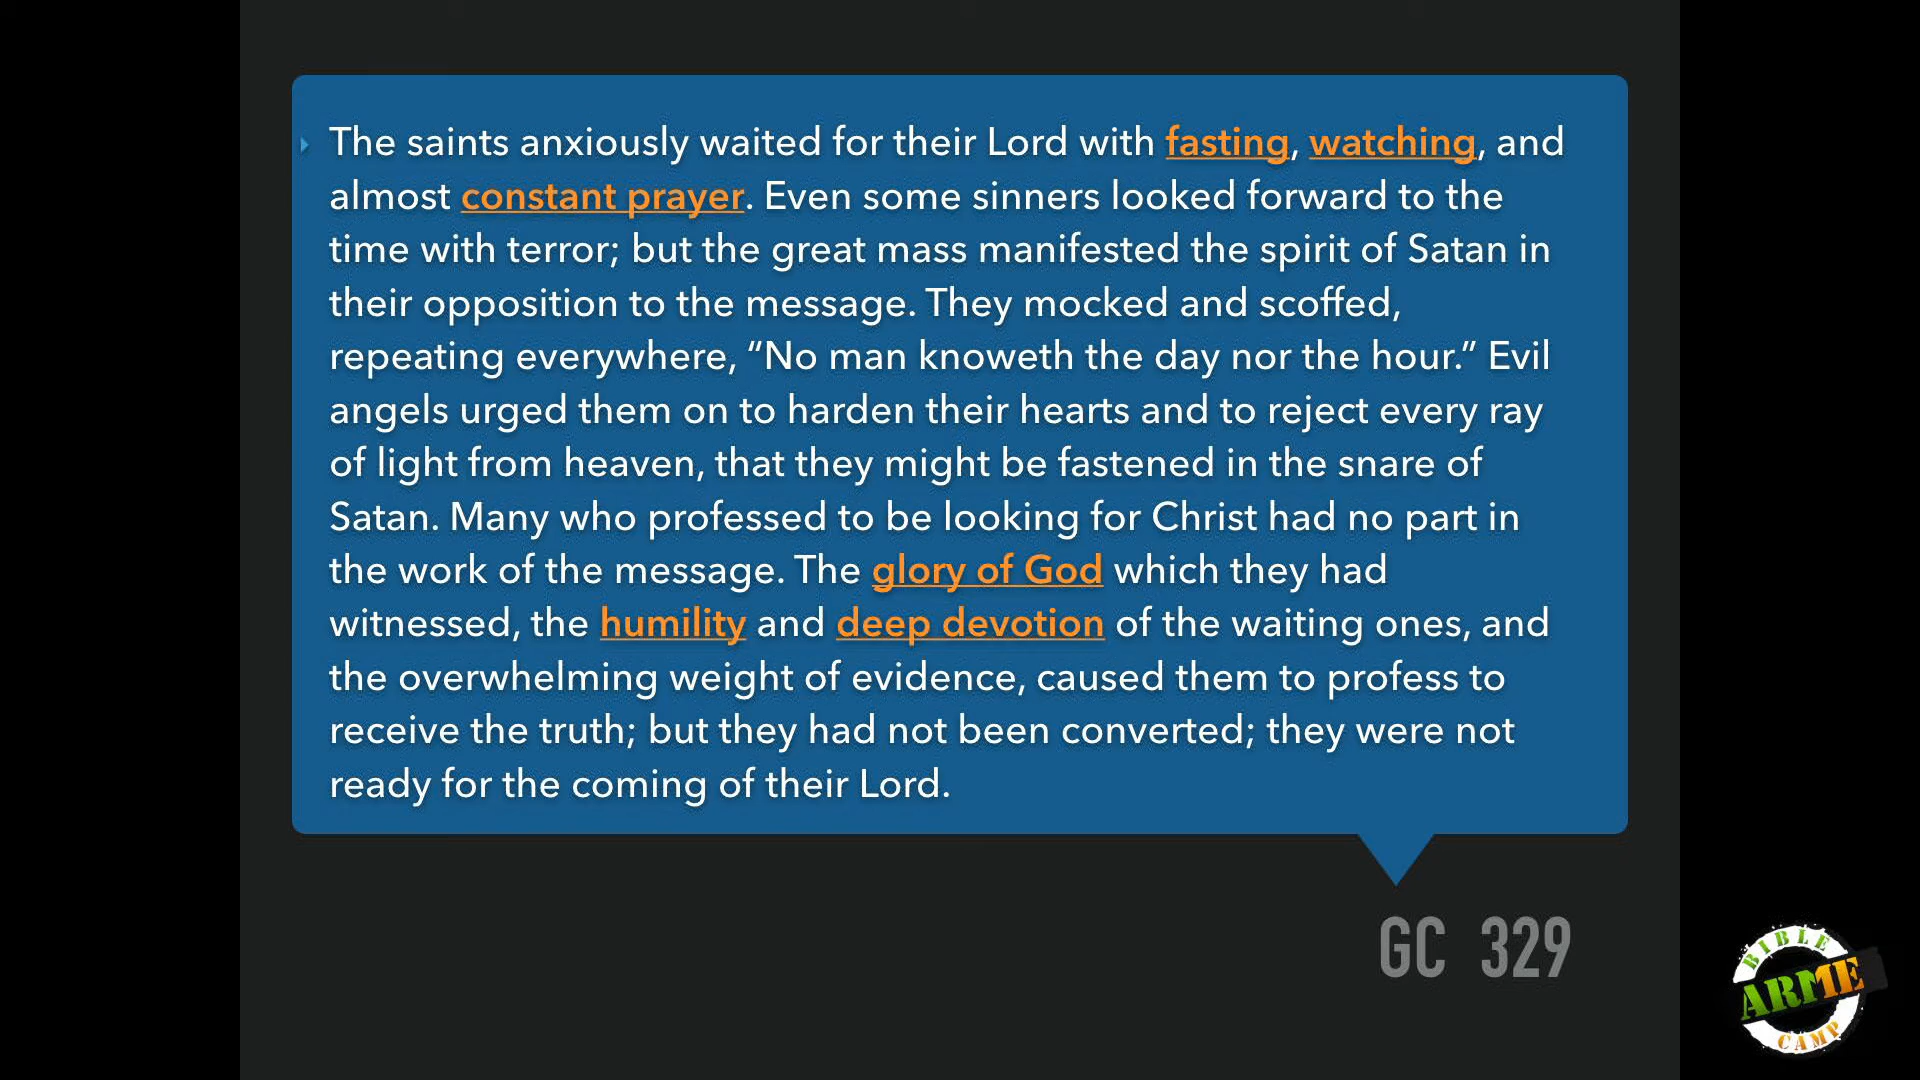 The saints anxiously waited for their Lord with fasting, watching, and
almost constant prayer. Even some sinners looked forward to the
time with terror; but the great mass manifested the spirit of Satan in
their opposition to the message. They mocked and scoffed,
repeating everywhere, “No man knoweth the day nor the hour.” Evil
angels urged them on to harden their hearts and to reject every ray
of light from heaven, that they might be fastened in the snare of
Satan. Many who professed to be looking for Christ had no part in
the work of the message. The glory of God which they had
witnessed, the humility and deep devotion of the waiting ones, and
the overwhelming weight of evidence, caused them to profess to
receive the truth; but they had not been converted; they were not
ready for the coming of their Lord.
GC 329
BIBLE
ARME
CAMP